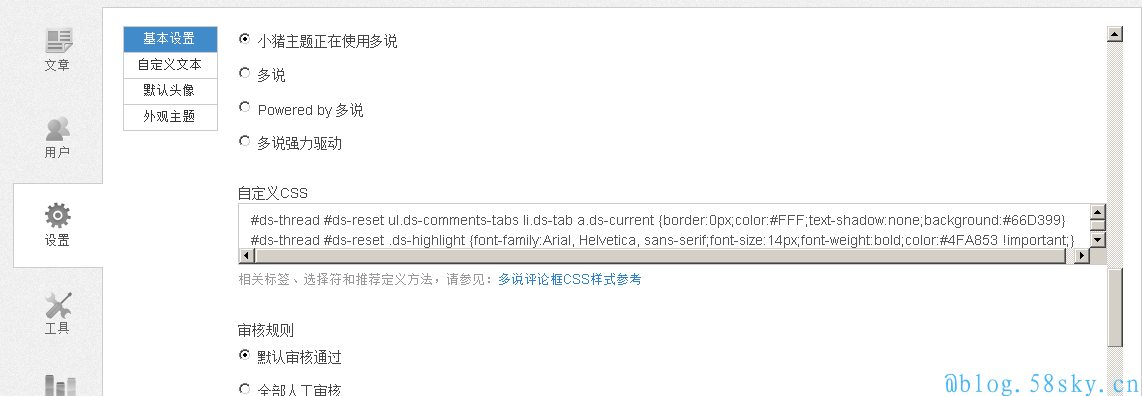 文章
用户
设置
工具
基本设置
自定义文本
默认头像
外观主题
小猪主题正在使用多说
多说
Powered by 多说
多说强力驱动
自定义CSS
#ds-thread #ds-reset ul.ds-comments-tabs li.ds-tab a.ds-current {border:0px;color:#FFF;text-shadow:none;background:#66D399}
#ds-thread #ds-reset .ds-highlight {font-family:Arial, Helvetica, sans-serif;font-size:14px;font-weight:bold;color:#4FA853 !important;}
相关标签、选择符和推荐定义方法，请参见：多说评论框CSS样式参考
审核规则
默认审核通过
全部人工审核
@blog.58sky.cn